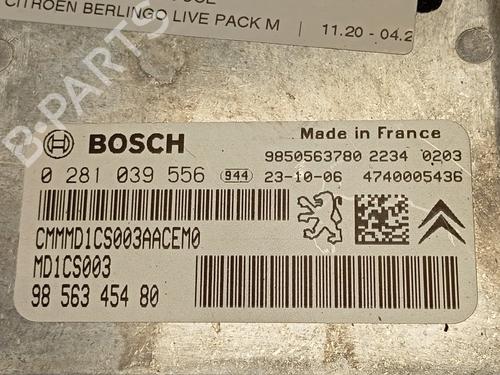 CITROËN BERLINGO LIVE PACK M | 11.20 - 04.2
B-PARTS
BOSCH
Made in France
9850563780 2234 0203
0 281 039 556 944 23-10-06 4740005436
CMMMD1CS003AACEM0
MD1CS003
98 563 454 80